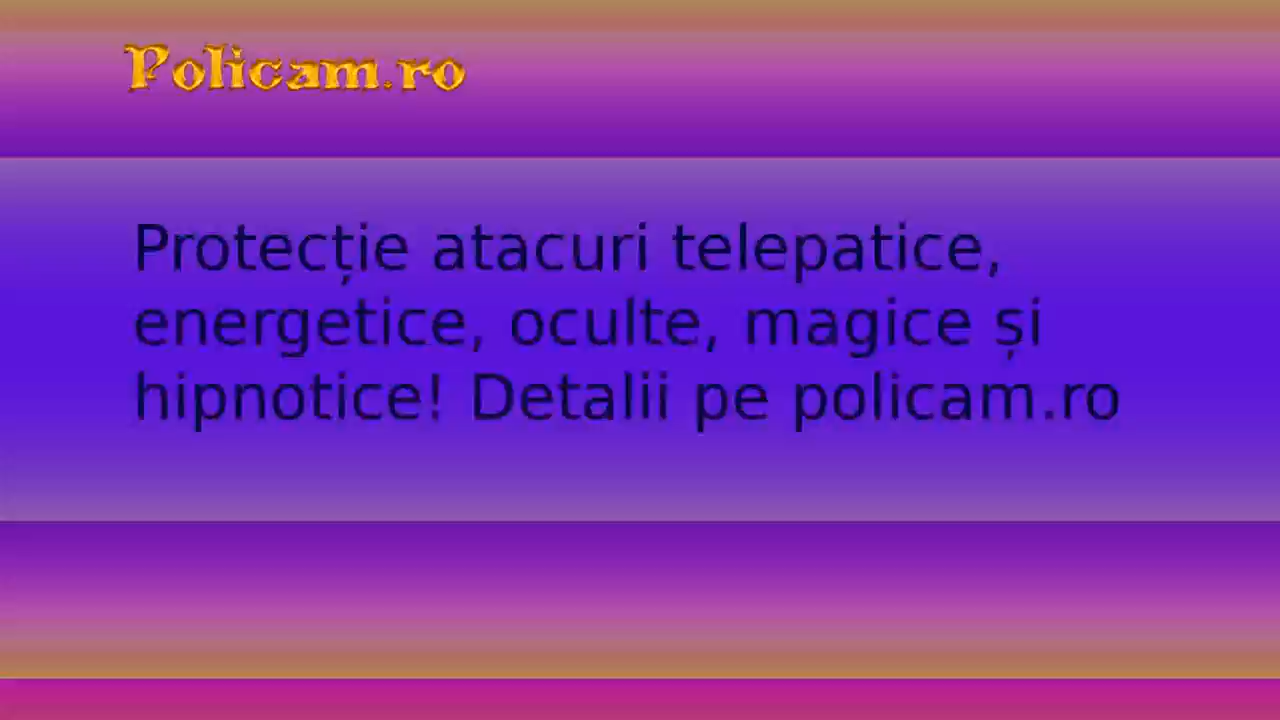 Policam.ro
Protecție atacuri telepatice,
energetice, oculte, magice și
hipnotice! Detalii pe policam.ro